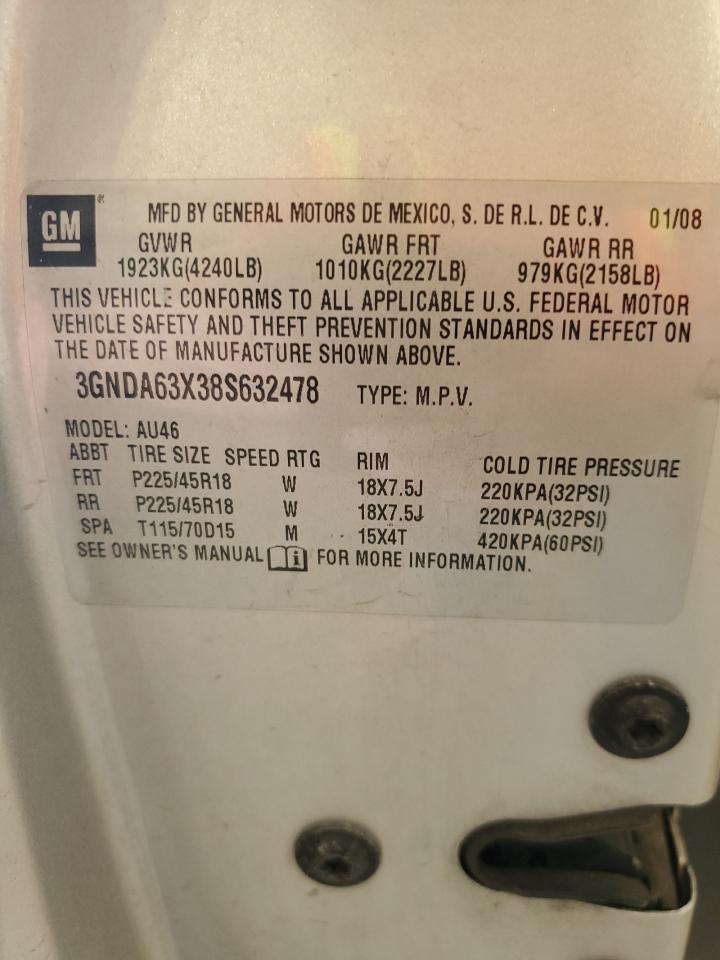 GM ®
MFD BY GENERAL MOTORS DE MEXICO, S. DE R.L. DE C.V. 01/08
GVWR GAWR FRT GAWR RR
1923KG(4240LB) 1010KG(2227LB) 979KG(2158LB)
THIS VEHICLE CONFORMS TO ALL APPLICABLE U.S. FEDERAL MOTOR
VEHICLE SAFETY AND THEFT PREVENTION STANDARDS IN EFFECT ON
THE DATE OF MANUFACTURE SHOWN ABOVE.
3GNDA63X38S632478 TYPE: M.P.V.
MODEL: AU46
ABBT TIRE SIZE SPEED RTG RIM COLD TIRE PRESSURE
FRT P225/45R18 W 18X7.5J 220KPA(32PSI)
RR P225/45R18 W 18X7.5J 220KPA(32PSI)
SPA T115/70D15 M 15X4T 420KPA(60PSI)
SEE OWNER'S MANUAL i FOR MORE INFORMATION.